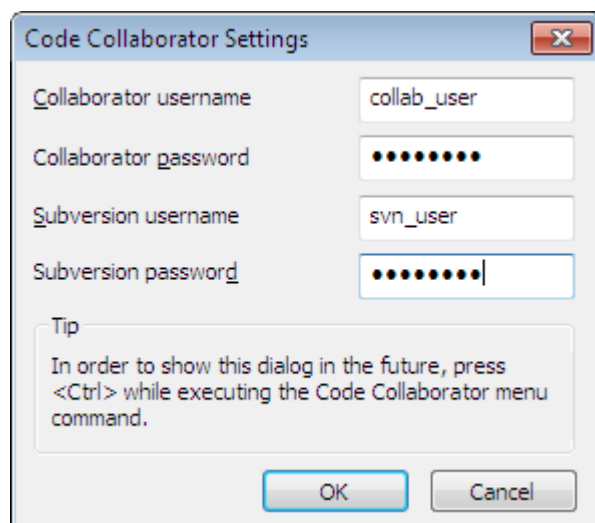 Code Collaborator Settings
Collaborator username collab_user
Collaborator password ••••••••
Subversion username svn_user
Subversion password ••••••••
Tip
In order to show this dialog in the future, press
<Ctrl> while executing the Code Collaborator menu
command.
OK Cancel